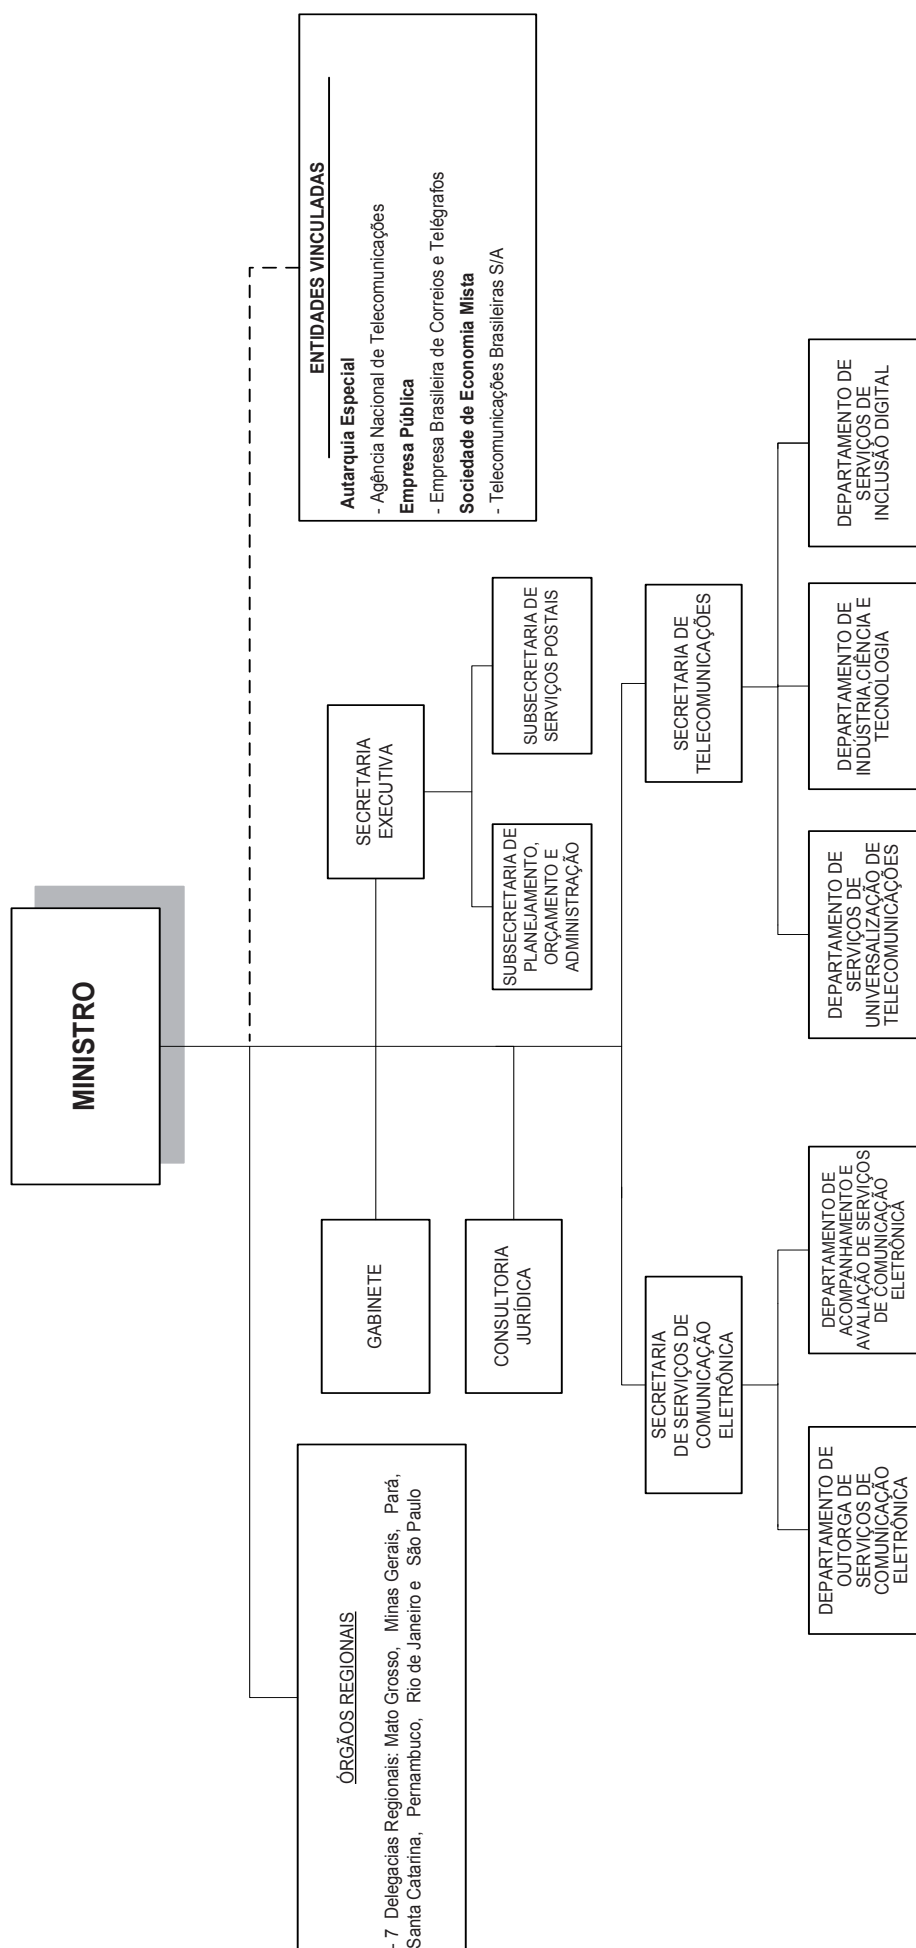 MINISTRO
ÓRGÃOS REGIONAIS
- 7 Delegacias Regionais: Mato Grosso, Minas Gerais, Pará,
Santa Catarina, Pernambuco, Rio de Janeiro e São Paulo
ENTIDADES VINCULADAS
Autarquia Especial
- Agência Nacional de Telecomunicações
Empresa Pública
- Empresa Brasileira de Correios e Telégrafos
Sociedade de Economia Mista
- Telecomunicações Brasileiras S/A
GABINETE
SECRETARIA
EXECUTIVA
CONSULTORIA
JURÍDICA
SUBSECRETARIA DE
PLANEJAMENTO,
ORÇAMENTO E
ADMINISTRAÇÃO
SUBSECRETARIA DE
SERVIÇOS POSTAIS
SECRETARIA
DE SERVIÇOS DE
COMUNICAÇÃO
ELETRÔNICA
SECRETARIA DE
TELECOMUNICAÇÕES
DEPARTAMENTO DE
OUTORGA DE
SERVIÇOS DE
COMUNICAÇÃO
ELETRÔNICA
DEPARTAMENTO DE
ACOMPANHAMENTO E
AVALIAÇÃO DE SERVIÇOS
DE COMUNICAÇÃO
ELETRÔNICA
DEPARTAMENTO DE
SERVIÇOS DE
UNIVERSALIZAÇÃO DE
TELECOMUNICAÇÕES
DEPARTAMENTO DE
INDÚSTRIA,CIÊNCIA E
TECNOLOGIA
DEPARTAMENTO DE
SERVIÇOS DE
INCLUSÃO DIGITAL